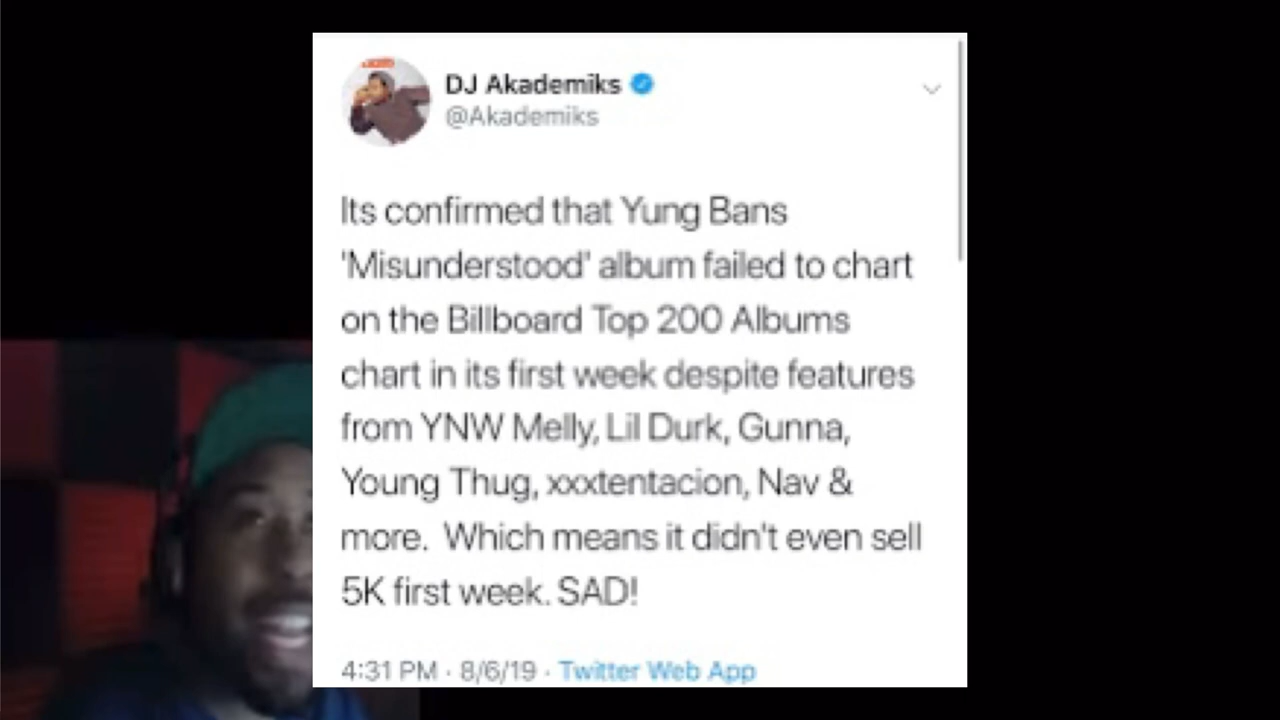 DJ Akademiks
@Akademiks
Its confirmed that Yung Bans
'Misunderstood' album failed to chart
on the Billboard Top 200 Albums
chart in its first week despite features
from YNW Melly, Lil Durk, Gunna,
Young Thug, xxxtentacion, Nav &
more.  Which means it didn't even sell
5K first week. SAD!
4:31 PM · 8/6/19 · Twitter Web App